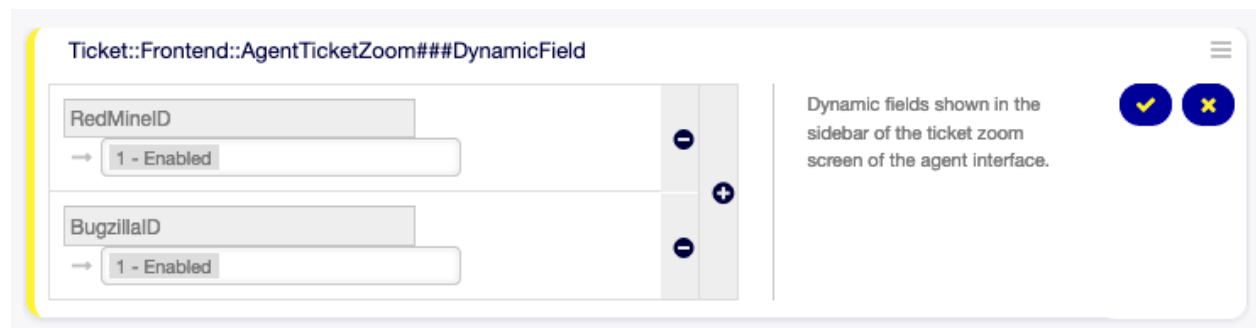 Ticket::Frontend::AgentTicketZoom###DynamicField
RedMineID
1 - Enabled
BugzillaID
1 - Enabled
Dynamic fields shown in the
sidebar of the ticket zoom
screen of the agent interface.